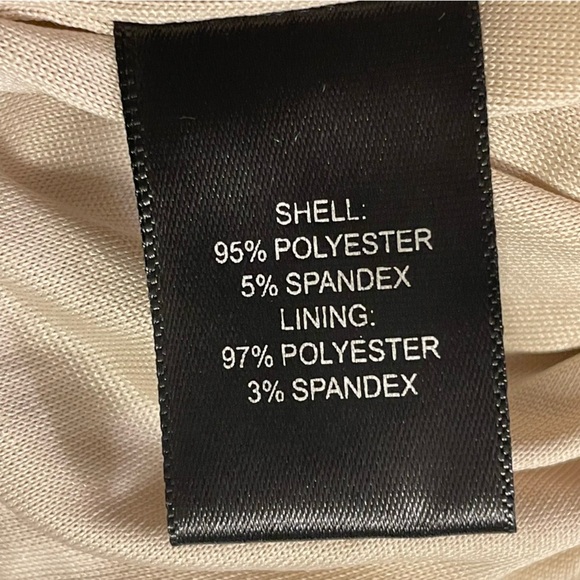 SHELL:
95% POLYESTER
5% SPANDEX
LINING:
97% POLYESTER
3% SPANDEX